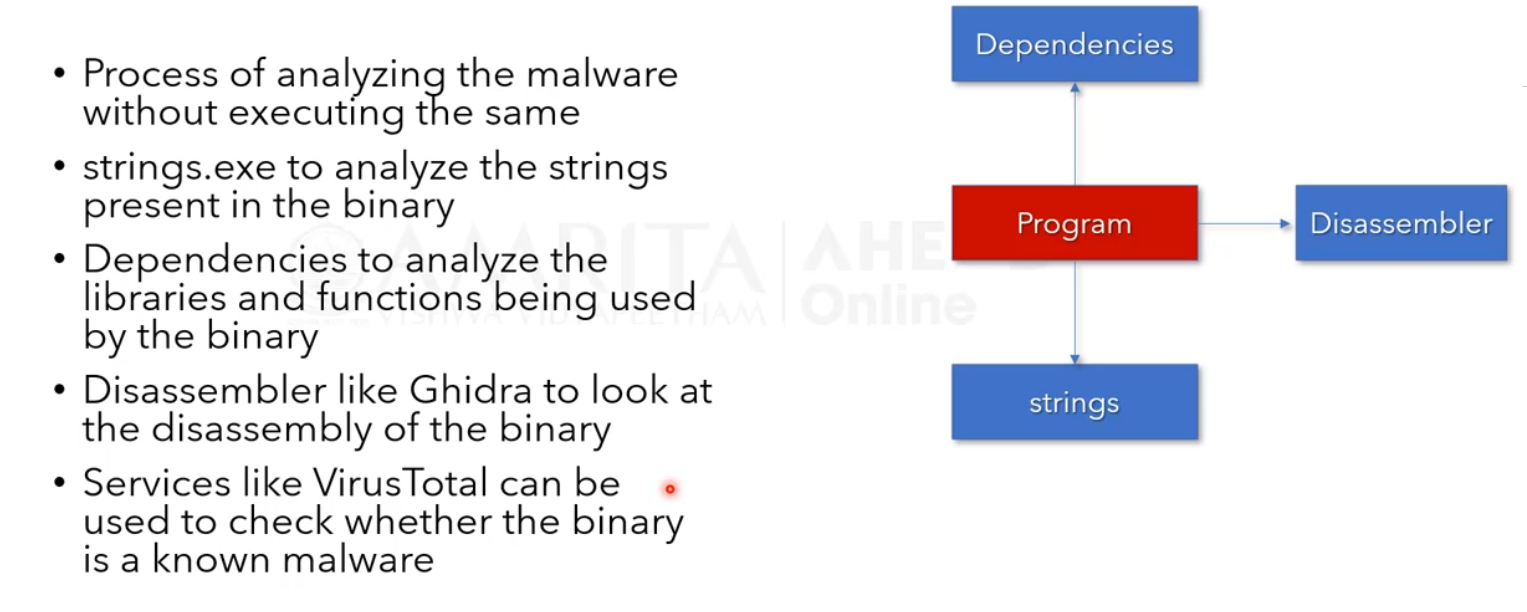 • Process of analyzing the malware
without executing the same
• strings.exe to analyze the strings
present in the binary
• Dependencies to analyze the
libraries and functions being used
by the binary
• Disassembler like Ghidra to look at
the disassembly of the binary
• Services like VirusTotal can be
used to check whether the binary
is a known malware
Dependencies
Program
Disassembler
strings
AMRITA
VISHWA VIDYAPEETHAM
Online